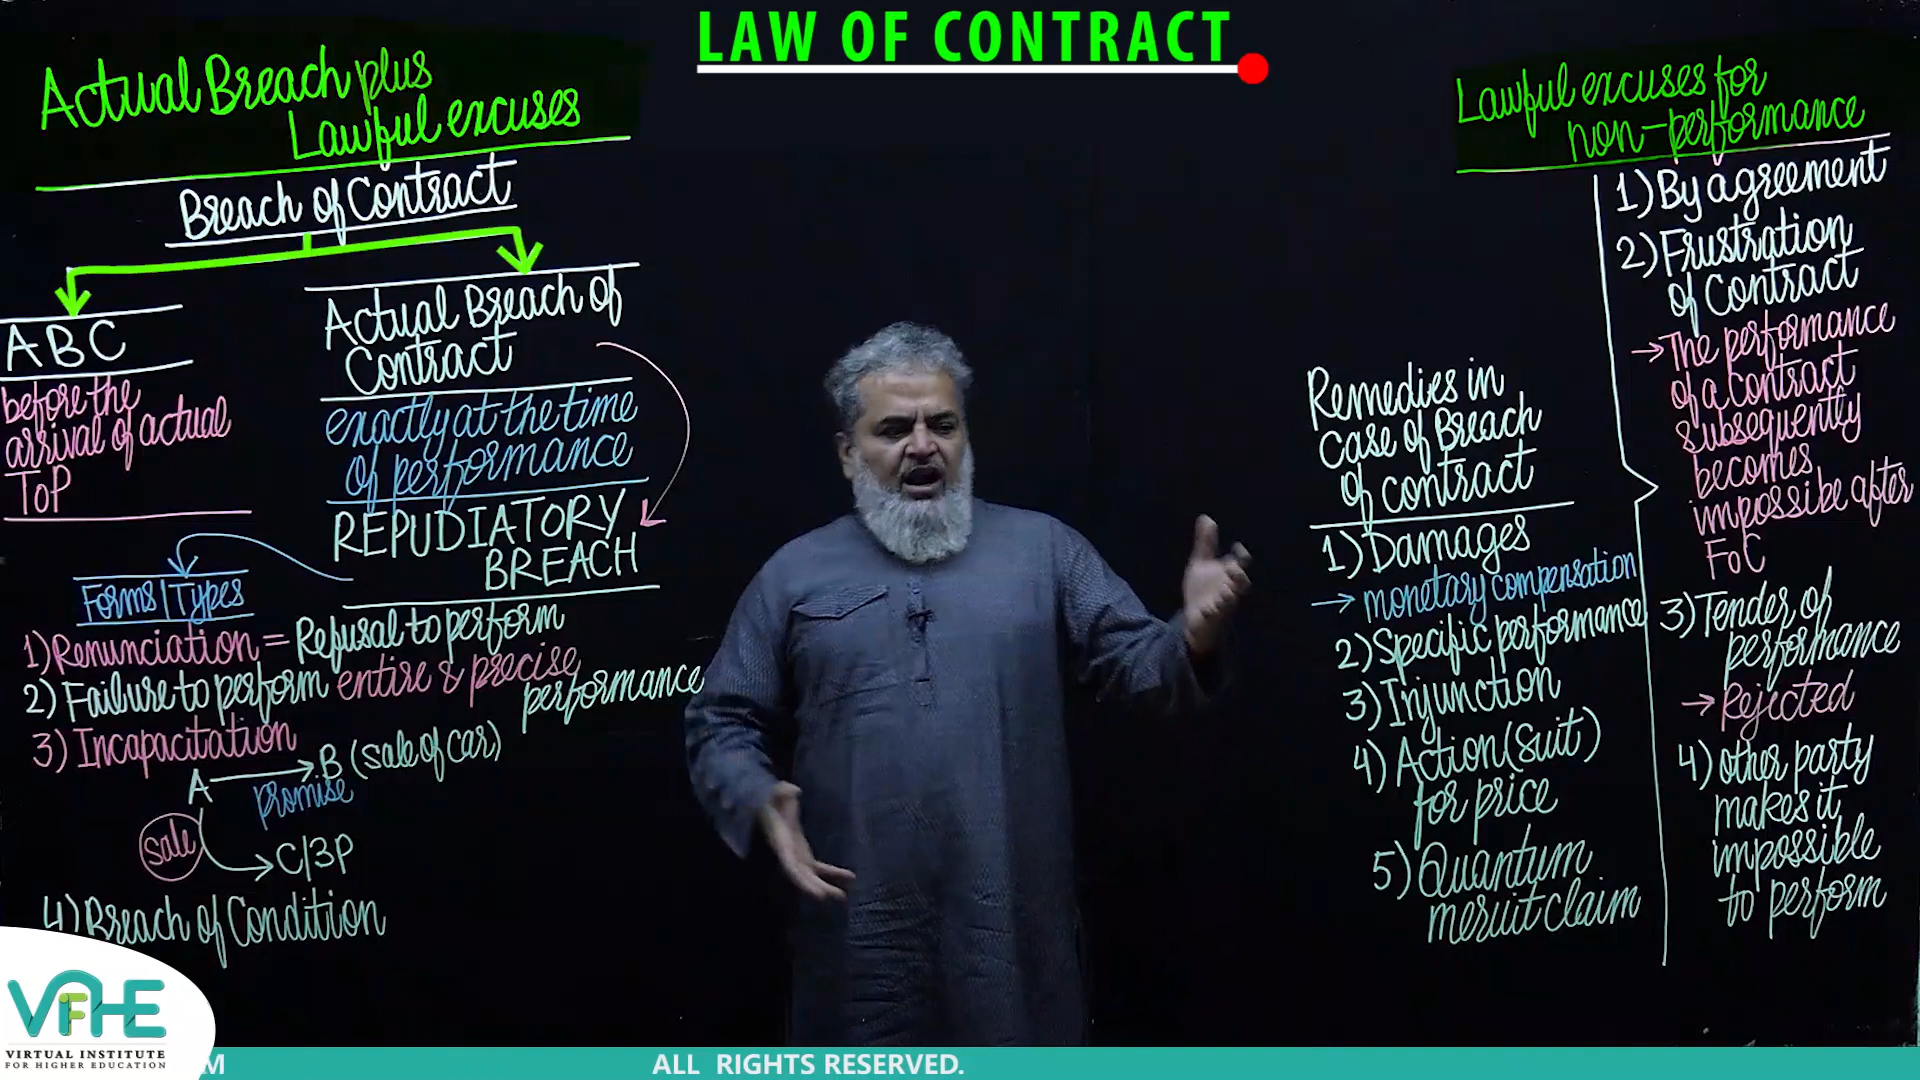 LAW OF CONTRACT
Actual Breach plus
Lawful excuses
Breach of Contract
ABC
before the
arrival of actual
ToP
Actual Breach of
Contract
exactly at the time
of performance
REPUDIATORY
BREACH
Forms/Types
1) Renunciation = Refusal to perform
2) Failure to perform entire & precise
performance
3) Incapacitation
A → B (sale of car)
promise
sale
C/3P
4) Breach of Condition
Remedies in
case of Breach
of contract
1) Damages
→ monetary compensation
2) Specific performance
3) Injunction
4) Action (suit)
for price
5) Quantum
meruit claim
Lawful excuses for
non-performance
1) By agreement
2) Frustration
of Contract
→ The performance
of a contract
subsequently
becomes
impossible after
FoC
3) Tender of
performance
→ Rejected
4) other party
makes it
impossible
to perform
VIFHE
VIRTUAL INSTITUTE
FOR HIGHER EDUCATION
M
ALL RIGHTS RESERVED.